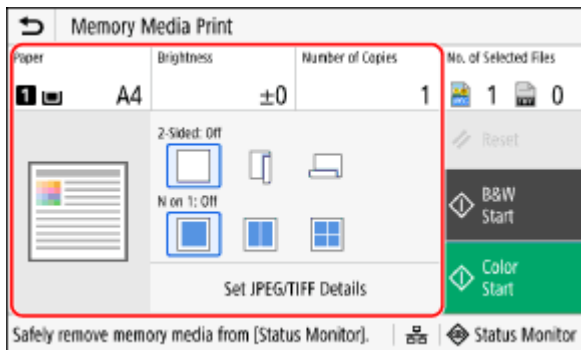 Memory Media Print
Paper
Brightness
Number of Copies
No. of Selected Files
1
A4
±0
1
1
0
2-Sided: Off
Reset
N on 1: Off
B&W
Start
Color
Start
Set JPEG/TIFF Details
Safely remove memory media from [Status Monitor].
Status Monitor